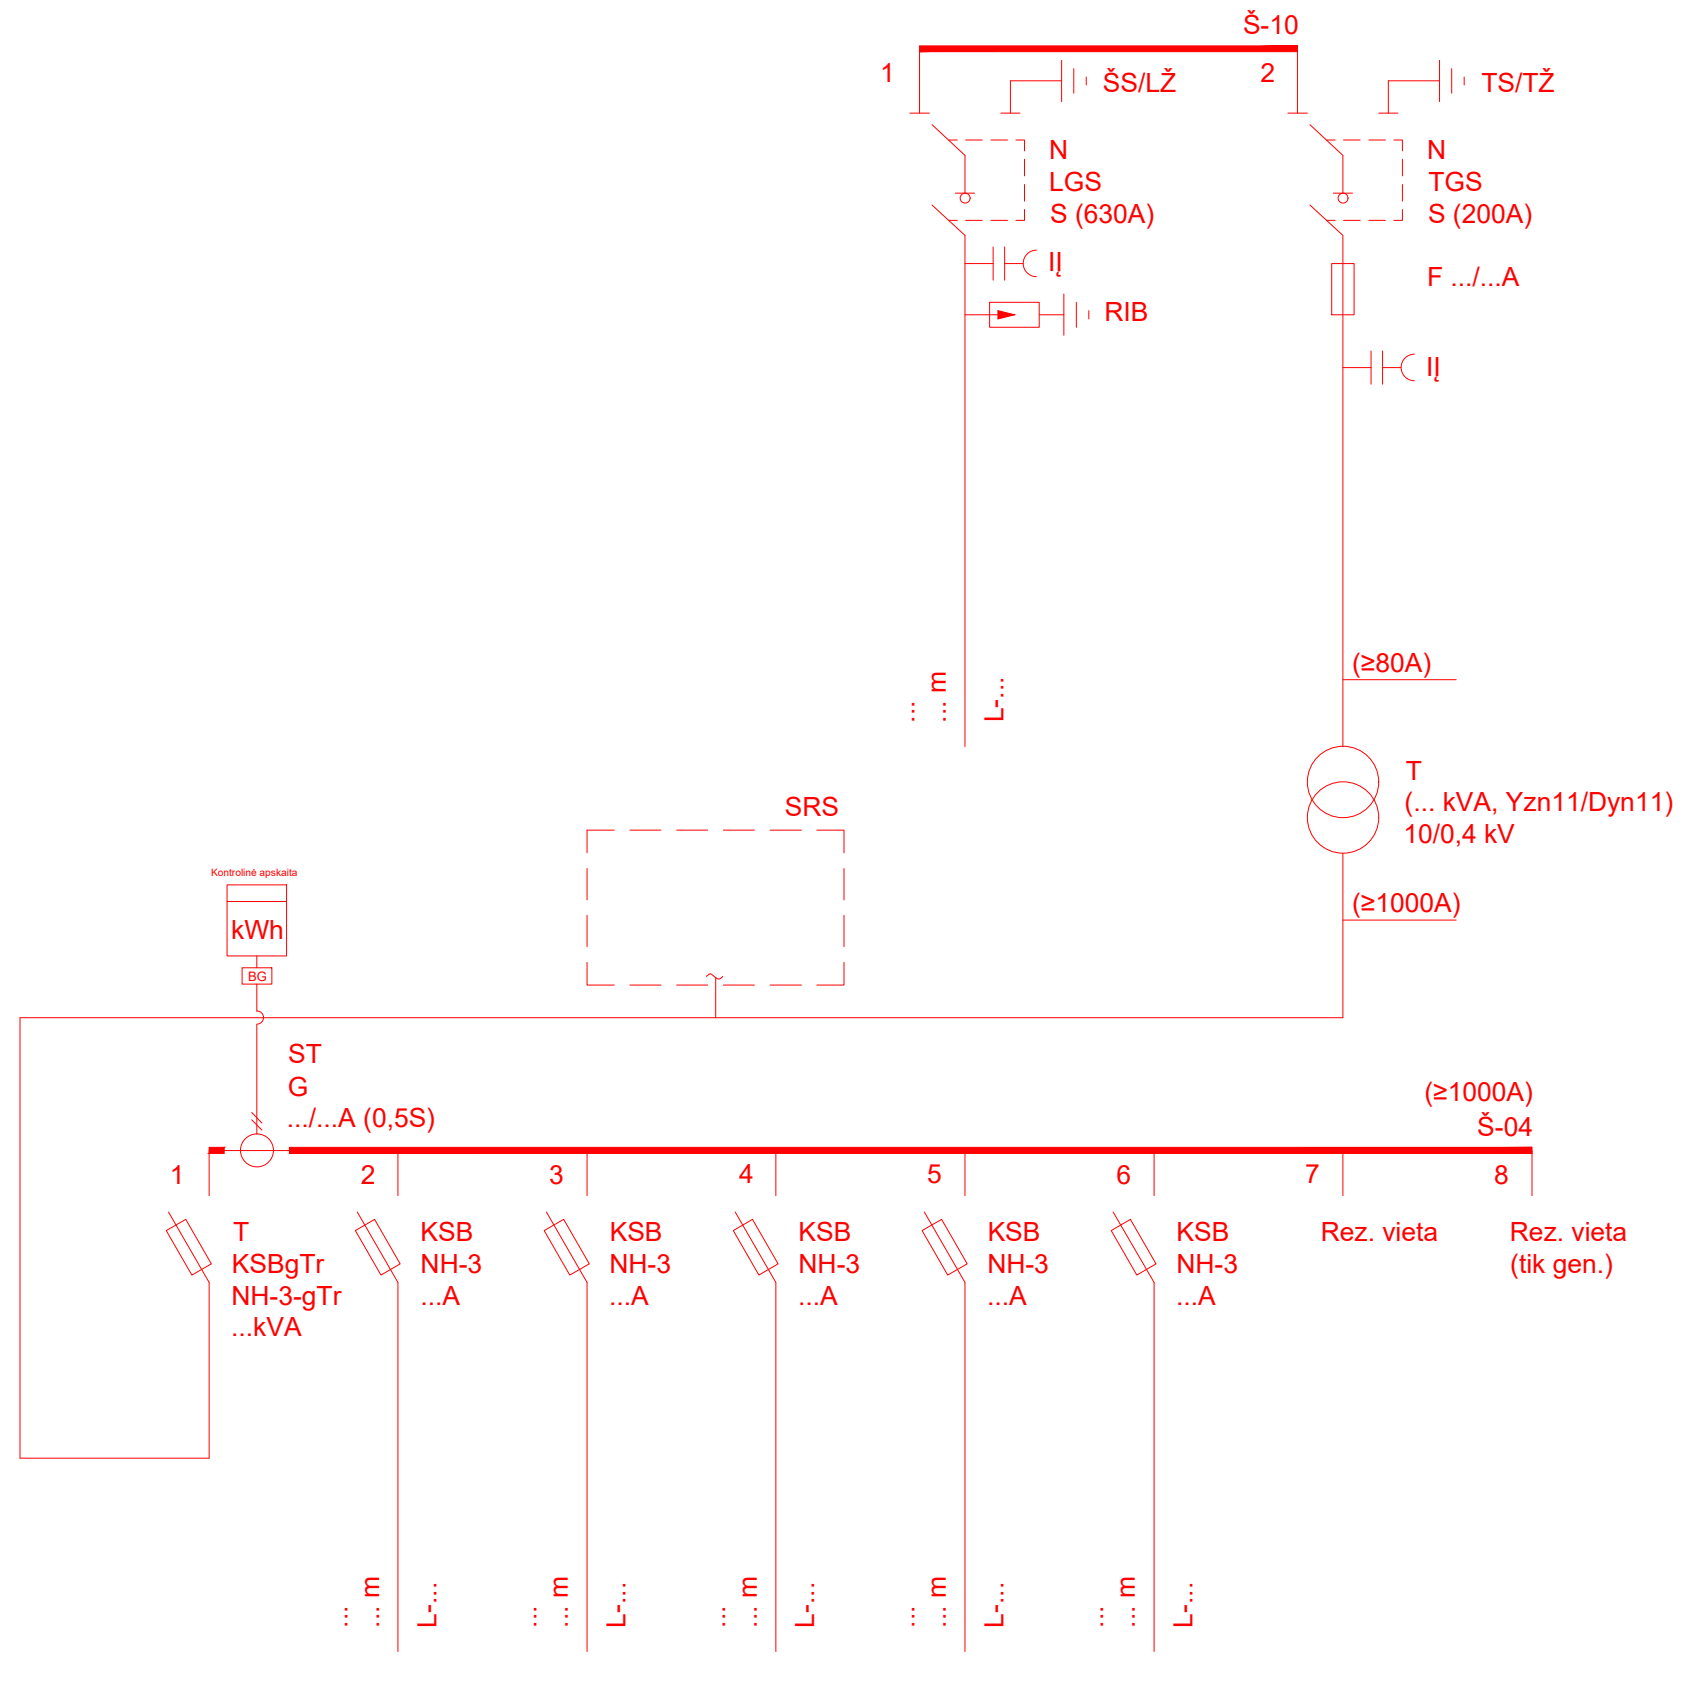 Š-10
1
ŠS/LŽ
2
TS/TŽ
N
LGS
S (630A)
N
TGS
S (200A)
IĮ
F .../...A
RIB
IĮ
(≥80A)
...
... m
L-...
T
(... kVA, Yzn11/Dyn11)
10/0,4 kV
SRS
Kontrolinė apskaita
kWh
BG
(≥1000A)
ST
G
.../...A (0,5S)
(≥1000A)
Š-04
1
2
3
4
5
6
7
8
T
KSBgTr
NH-3-gTr
...kVA
KSB
NH-3
...A
KSB
NH-3
...A
KSB
NH-3
...A
KSB
NH-3
...A
KSB
NH-3
...A
Rez. vieta
Rez. vieta
(tik gen.)
...
... m
L-...
...
... m
L-...
...
... m
L-...
...
... m
L-...
...
... m
L-...